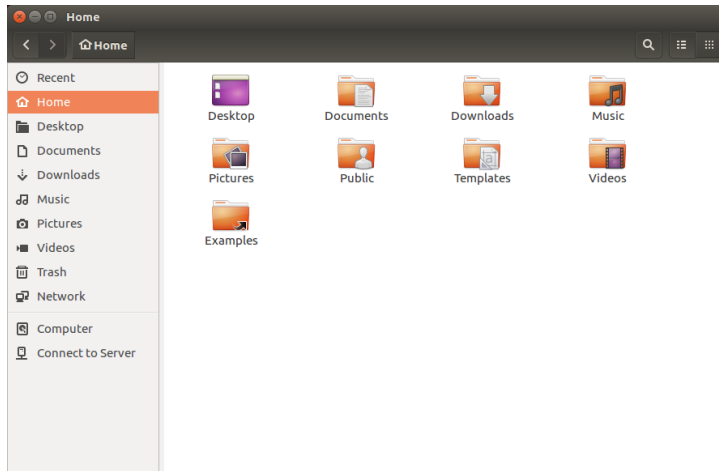 Home
Home
Recent
Home
Desktop
Documents
Downloads
Music
Pictures
Videos
Trash
Network
Computer
Connect to Server
Desktop Documents Downloads Music
Pictures Public Templates Videos
Examples